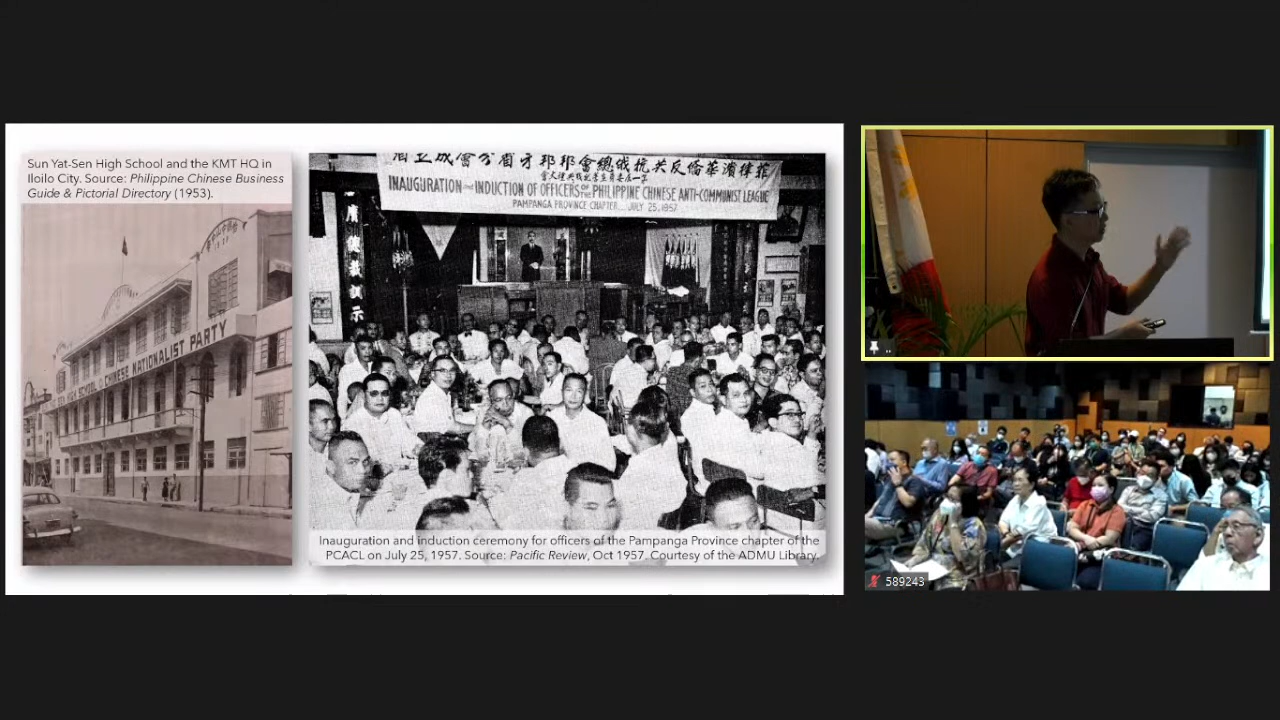 Sun Yat-Sen High School and the KMT HQ in
Iloilo City. Source: Philippine Chinese Business
Guide & Pictorial Directory (1953).
HIGH SCHOOL & CHINESE NATIONALIST PARTY
菲律濱華僑反共抗俄總會邦邦牙省分會成立
INAUGURATION AND INDUCTION OF OFFICERS OF THE PHILIPPINE CHINESE ANTI-COMMUNIST LEAGUE
PAMPANGA PROVINCE CHAPTER JULY 25, 1957
Inauguration and induction ceremony for officers of the Pampanga Province chapter of the
PCACL on July 25, 1957. Source: Pacific Review, Oct 1957. Courtesy of the ADMU Library.
..
589243